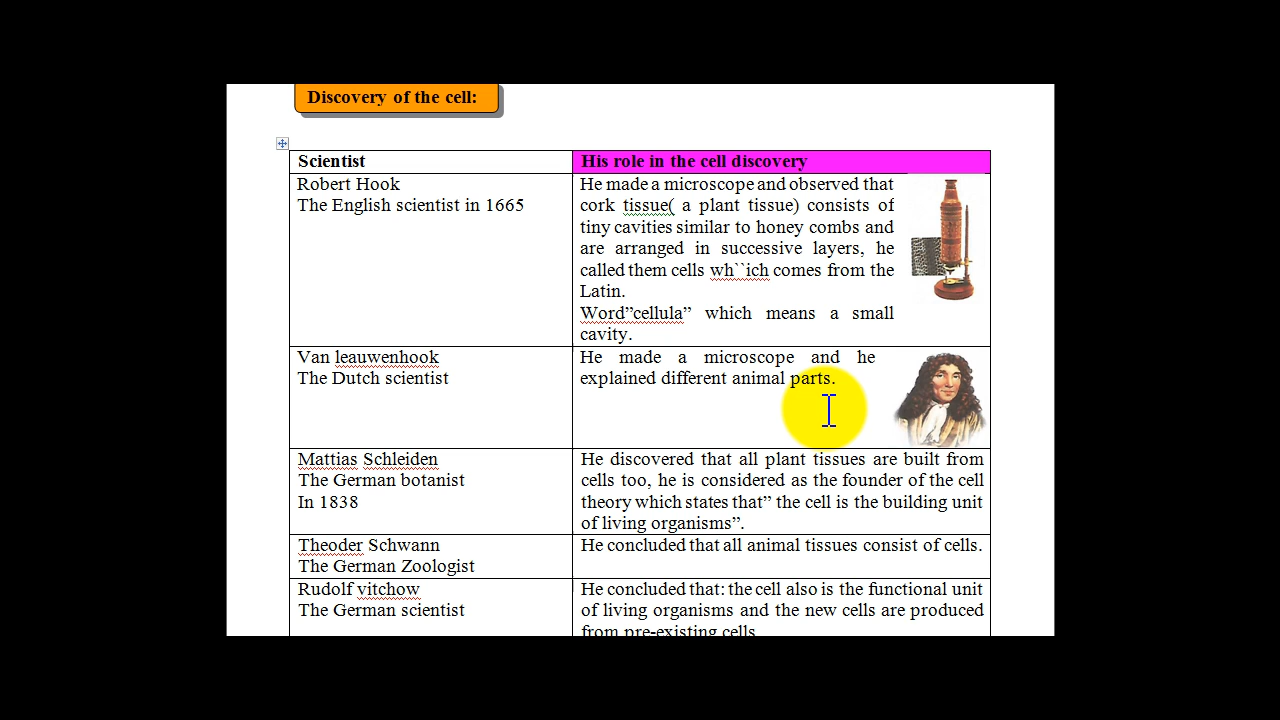 Discovery of the cell:
Scientist
His role in the cell discovery
Robert Hook
The English scientist in 1665
He made a microscope and observed that
cork tissue( a plant tissue) consists of
tiny cavities similar to honey combs and
are arranged in successive layers, he
called them cells wh``ich comes from the
Latin.
Word”cellula” which means a small
cavity.
Van leauwenhook
The Dutch scientist
He made a microscope and he
explained different animal parts.
Mattias Schleiden
The German botanist
In 1838
He discovered that all plant tissues are built from
cells too, he is considered as the founder of the cell
theory which states that” the cell is the building unit
of living organisms”.
Theoder Schwann
The German Zoologist
He concluded that all animal tissues consist of cells.
Rudolf vitchow
The German scientist
He concluded that: the cell also is the functional unit
of living organisms and the new cells are produced
from pre-existing cells